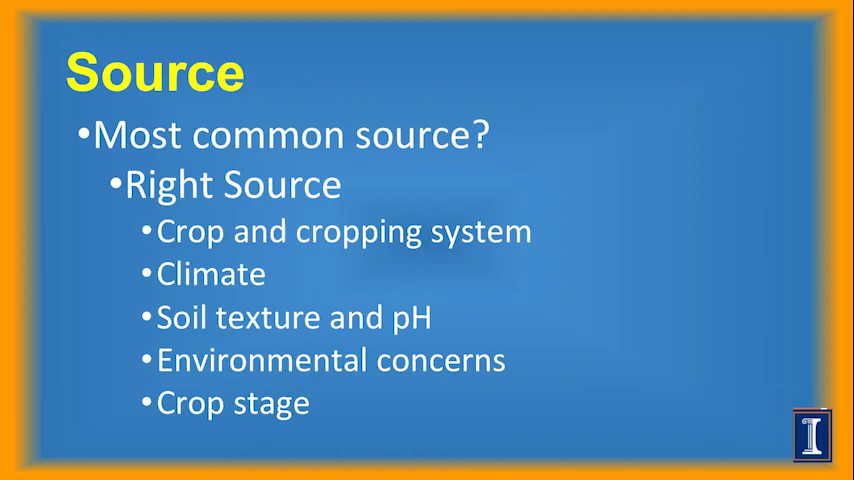 Source
•Most common source?
•Right Source
•Crop and cropping system
•Climate
•Soil texture and pH
•Environmental concerns
•Crop stage
I